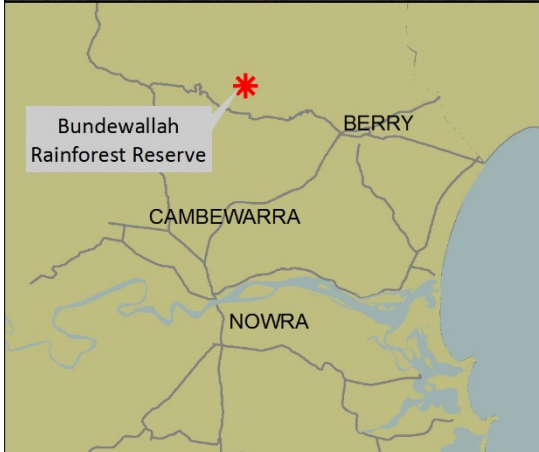 Bundewallah
Rainforest Reserve
BERRY
CAMBEWARRA
NOWRA